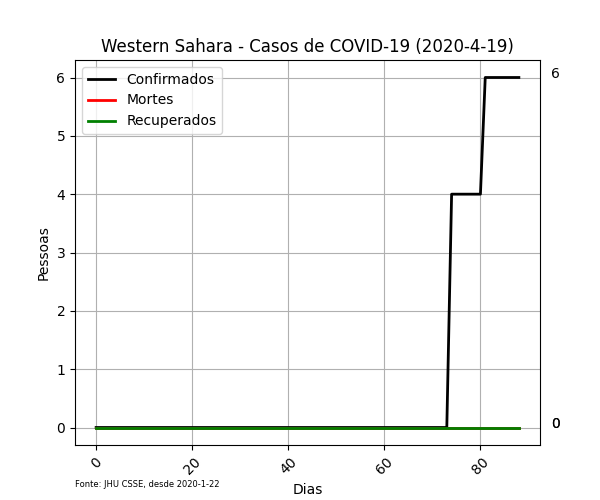 Western Sahara - Casos de COVID-19 (2020-4-19)
Confirmados
Mortes
Recuperados
6
5
4
3
2
1
0
Pessoas
6
0
0
20
40
60
80
Dias
Fonte: JHU CSSE, desde 2020-1-22